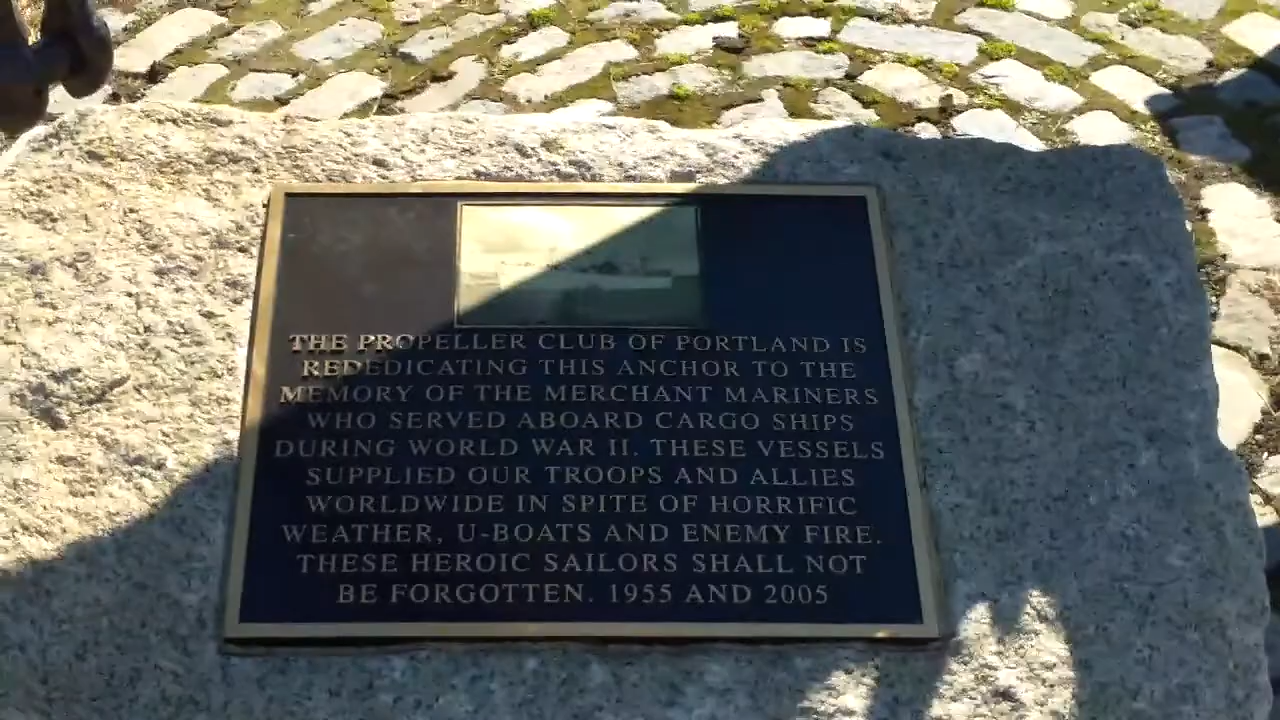 THE PROPELLER CLUB OF PORTLAND IS
REDEDICATING THIS ANCHOR TO THE
MEMORY OF THE MERCHANT MARINERS
WHO SERVED ABOARD CARGO SHIPS
DURING WORLD WAR II. THESE VESSELS
SUPPLIED OUR TROOPS AND ALLIES
WORLDWIDE IN SPITE OF HORRIFIC
WEATHER, U-BOATS AND ENEMY FIRE.
THESE HEROIC SAILORS SHALL NOT
BE FORGOTTEN. 1955 AND 2005